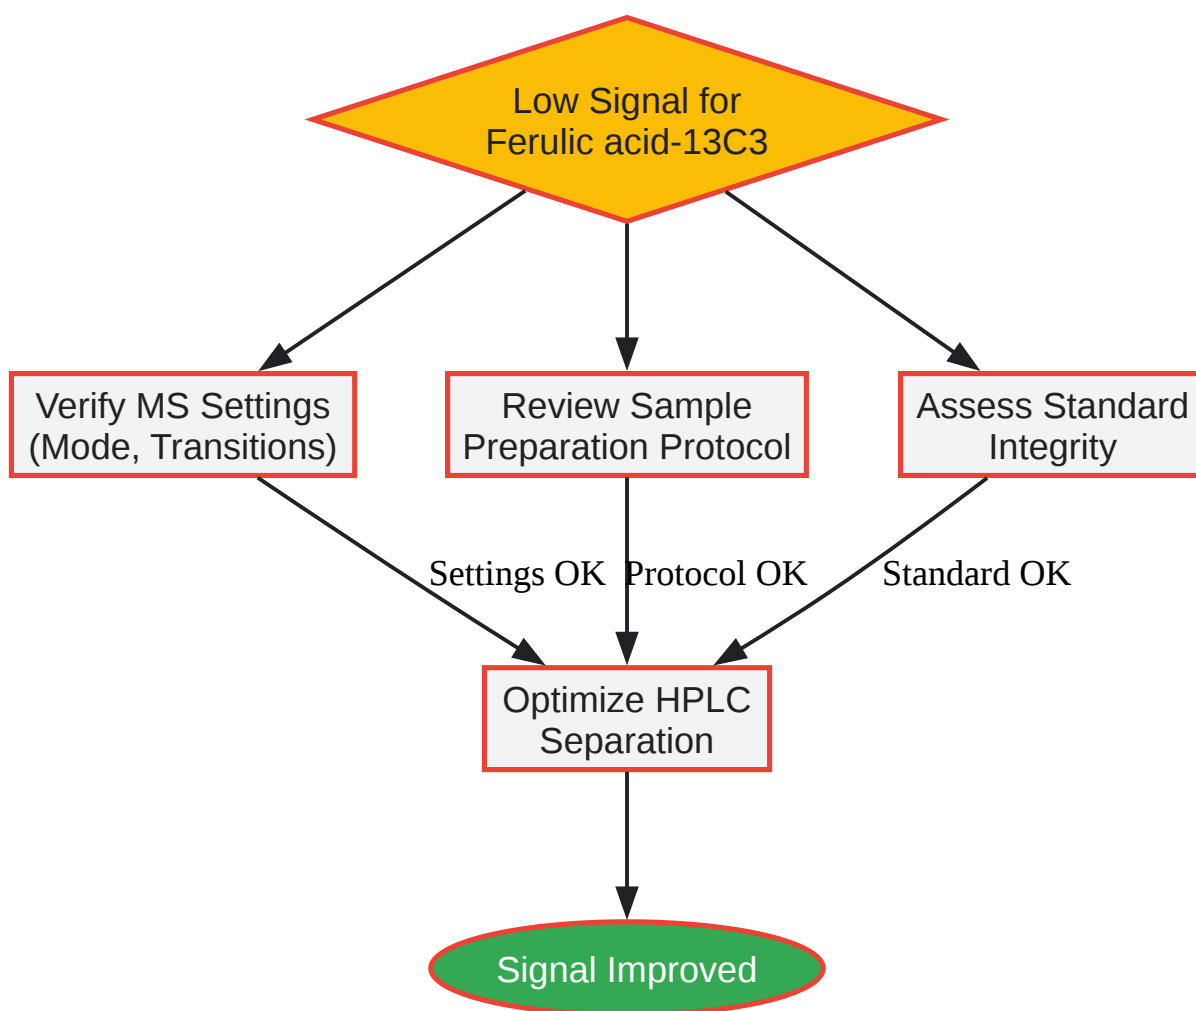 Low Signal for
Ferulic acid-13C3
Verify MS Settings
(Mode, Transitions)
Review Sample
Preparation Protocol
Assess Standard
Integrity
Settings OK
Protocol OK
Standard OK
Optimize HPLC
Separation
Signal Improved